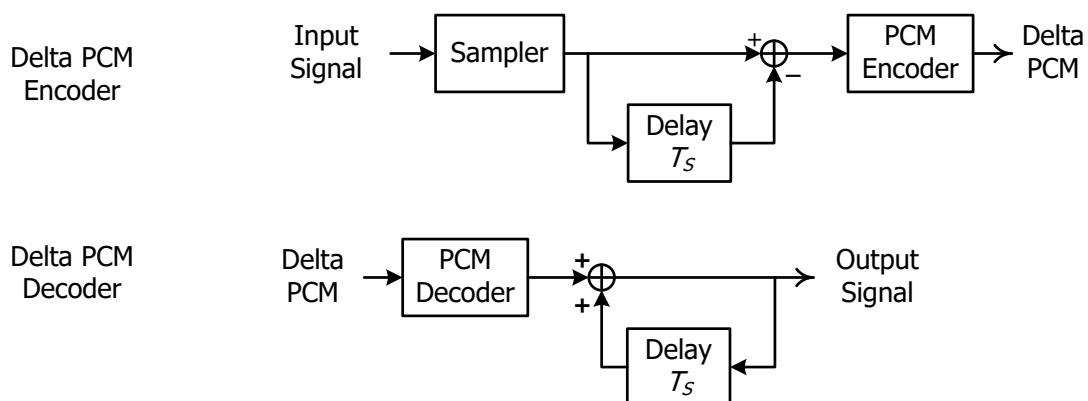 Delta PCM
Encoder
Input
Signal
Sampler
+
−
Delay
T_S
PCM
Encoder
Delta
PCM
Delta PCM
Decoder
Delta
PCM
PCM
Decoder
+
+
Delay
T_S
Output
Signal